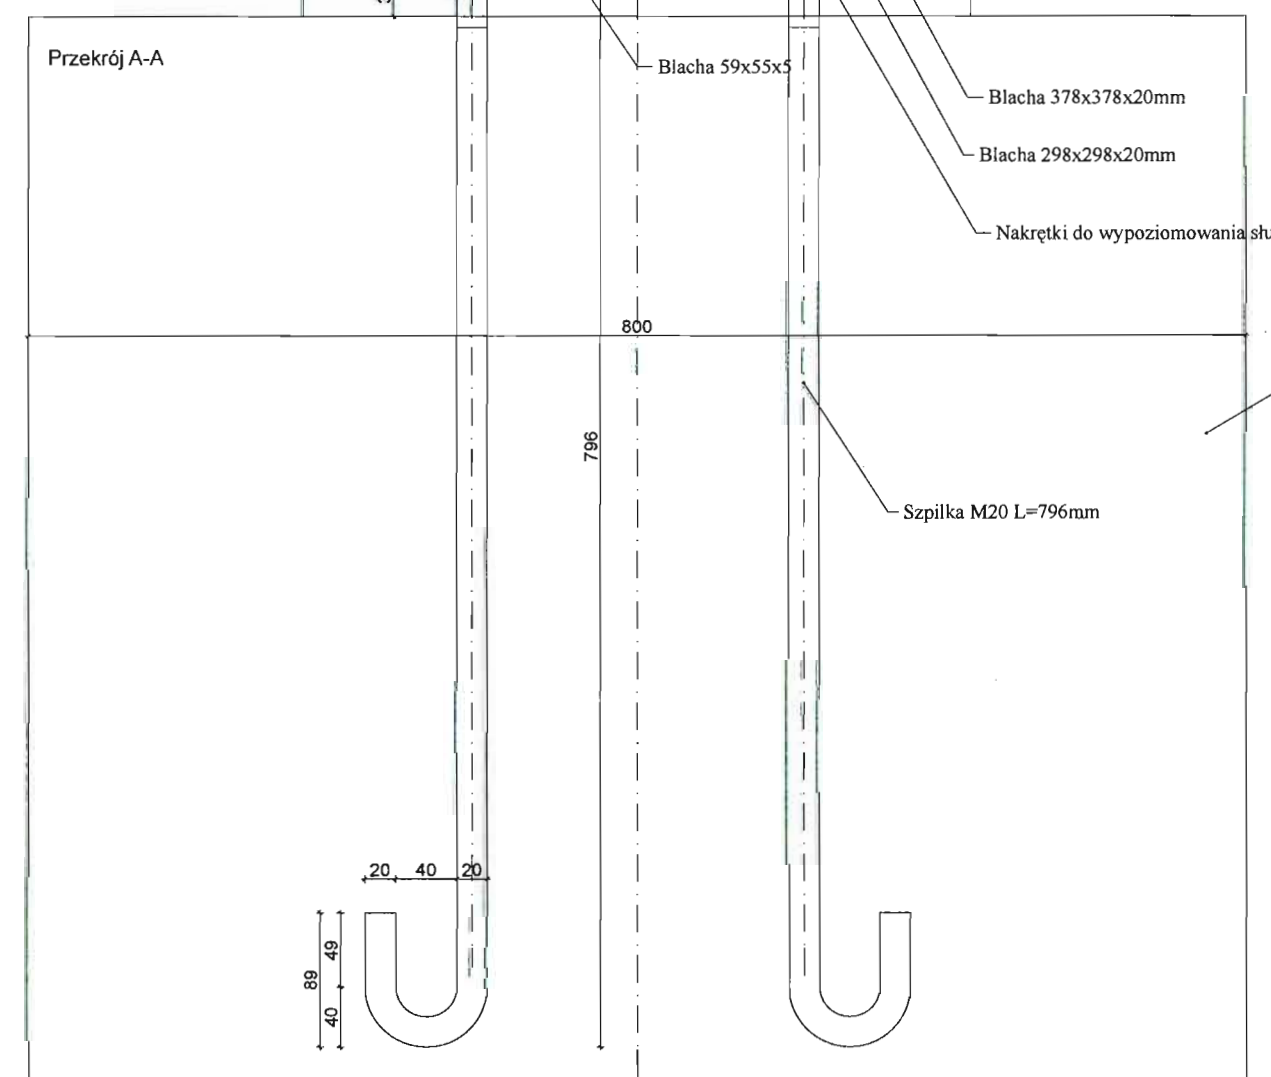 Przekrój A-A
Blacha 59x55x5
Blacha 378x378x20mm
Blacha 298x298x20mm
Nakrętki do wypoziomowania
800
796
Szpilka M20 L=796mm
20 40 20
49
89
40